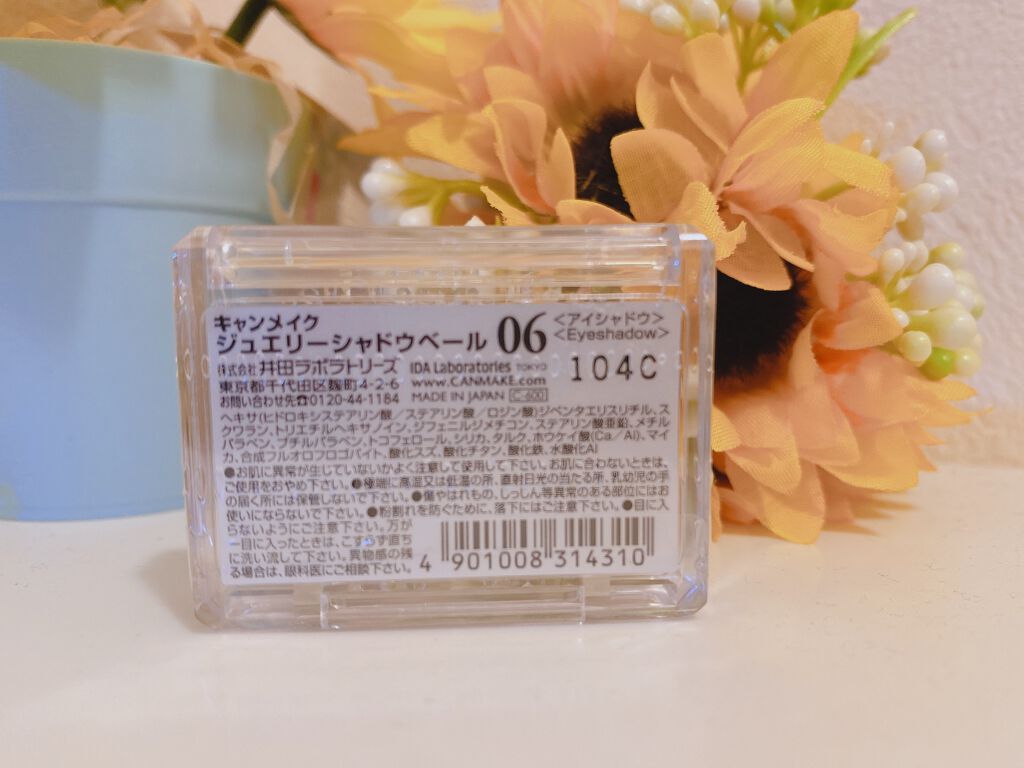 キャンメイク
ジュエリーシャドウベール 06 <アイシャドウ>
<Eyeshadow>
株式会社 井田ラボラトリーズ IDA Laboratories TOKYO
東京都千代田区麹町4-2-6 www.CANMAKE.com
お問い合わせ先☎0120-44-1184 MADE IN JAPAN C-600
104C
ヘキサ(ヒドロキシステアリン酸/ステアリン酸/ロジン酸)ジペンタエリスリチル、ス
クワラン、トリエチルヘキサノイン、ジフェニルジメチコン、ステアリン酸亜鉛、メチル
パラベン、ブチルパラベン、トコフェロール、シリカ、タルク、ホウケイ酸(Ca/Al)、マイ
カ、合成フルオロフロゴパイト、酸化スズ、酸化チタン、酸化鉄、水酸化Al
●お肌に異常が生じていないかよく注意して使用して下さい。お肌に合わないときは、
ご使用をおやめ下さい。●極端に高温又は低温の所、直射日光の当たる所、乳幼児の手
の届く所には保管しないで下さい。●傷やはれもの、しっしん等異常のある部位にはお
使いにならないで下さい。●粉割れを防ぐために、落下にはご注意下さい。●目に入
らないようにご注意下さい。万が
一目に入ったときは、こすらず直ち
に洗い流して下さい。異物感の残
る場合は、眼科医にご相談下さい。
4 901008 314310